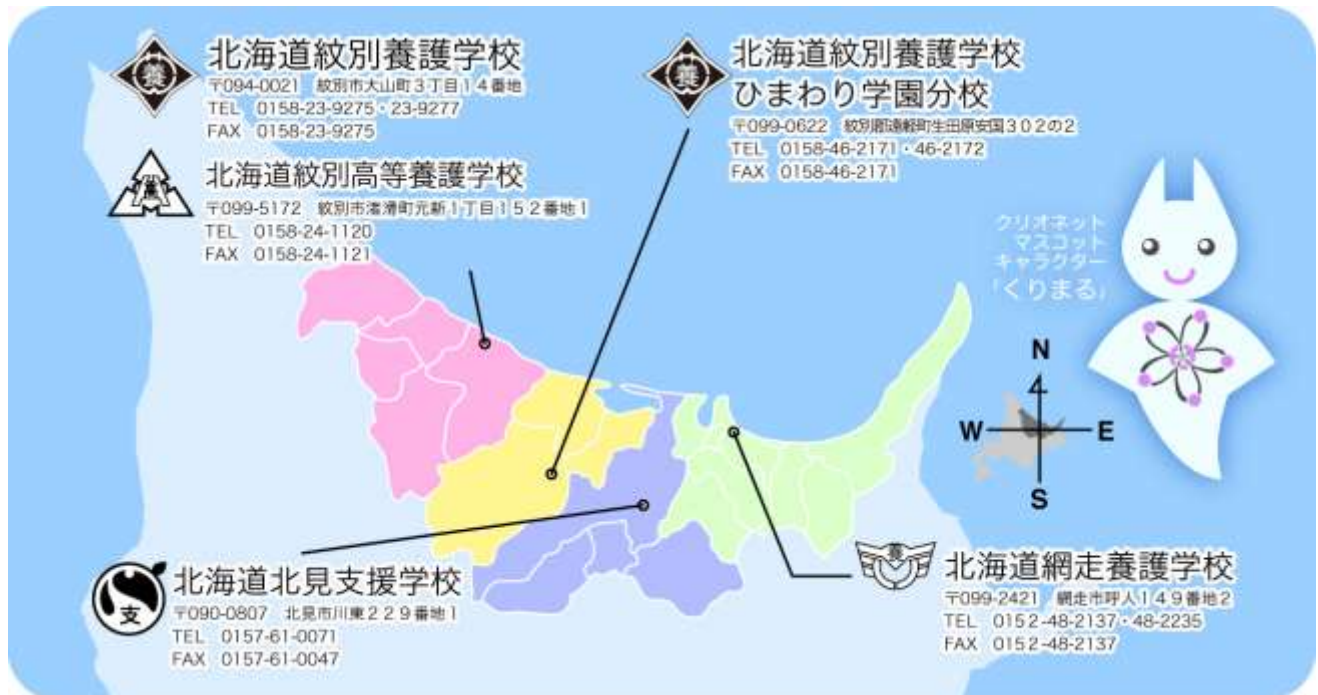 北海道紋別養護学校
〒094-0021 紋別市大山町3丁目14番地
TEL 0158-23-9275・23-9277
FAX 0158-23-9275
北海道紋別高等養護学校
〒099-5172 紋別市渚滑町元新1丁目152番地1
TEL 0158-24-1120
FAX 0158-24-1121
北海道紋別養護学校
ひまわり学園分校
〒099-0622 紋別郡遠軽町生田原安国302の2
TEL 0158-46-2171・46-2172
FAX 0158-46-2171
クリオネット
マスコット
キャラクター
「くりまる」
N
W E
S
支
北海道北見支援学校
〒090-0807 北見市川東229番地1
TEL 0157-61-0071
FAX 0157-61-0047
北海道網走養護学校
〒099-2421 網走市呼人149番地2
TEL 0152-48-2137・48-2235
FAX 0152-48-2137